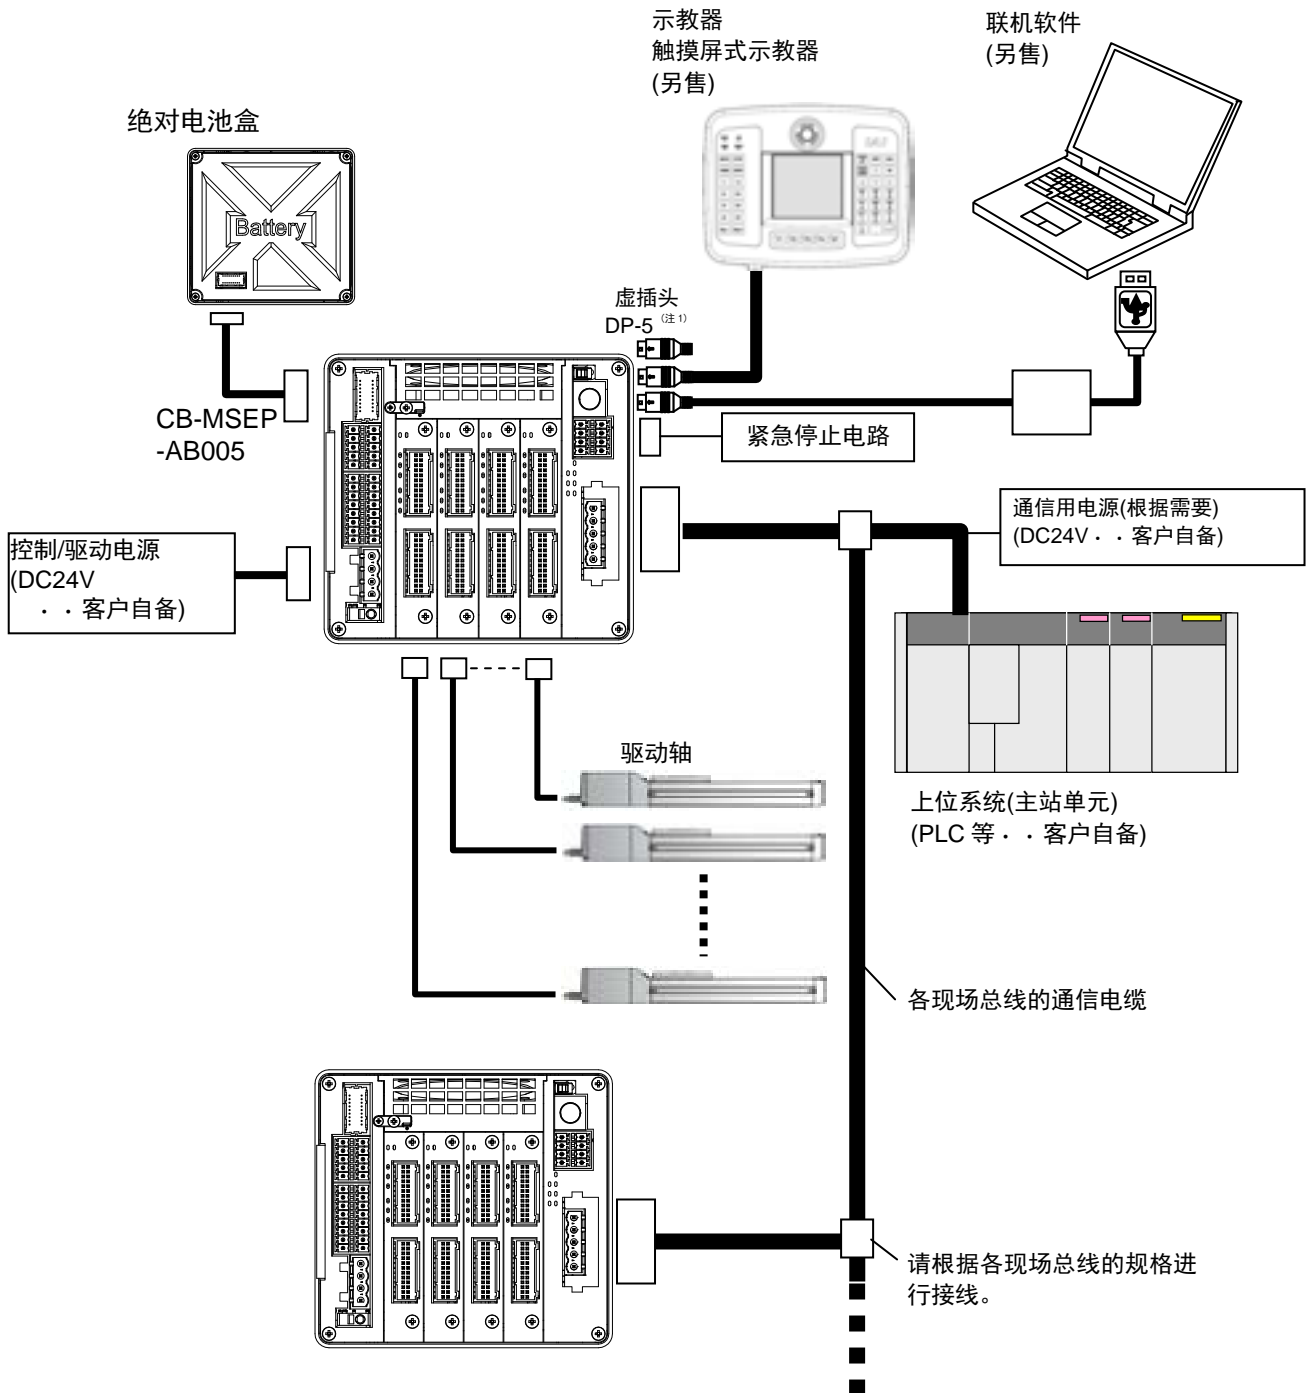 示教器
触摸屏式示教器
(另售)
联机软件
(另售)
绝对电池盒
Battery
虚插头
DP-5 (注 1)
CB-MSEP
-AB005
紧急停止电路
通信用电源(根据需要)
(DC24V・・客户自备)
控制/驱动电源
(DC24V
・・客户自备)
驱动轴
上位系统(主站单元)
(PLC 等・・客户自备)
各现场总线的通信电缆
请根据各现场总线的规格进
行接线。